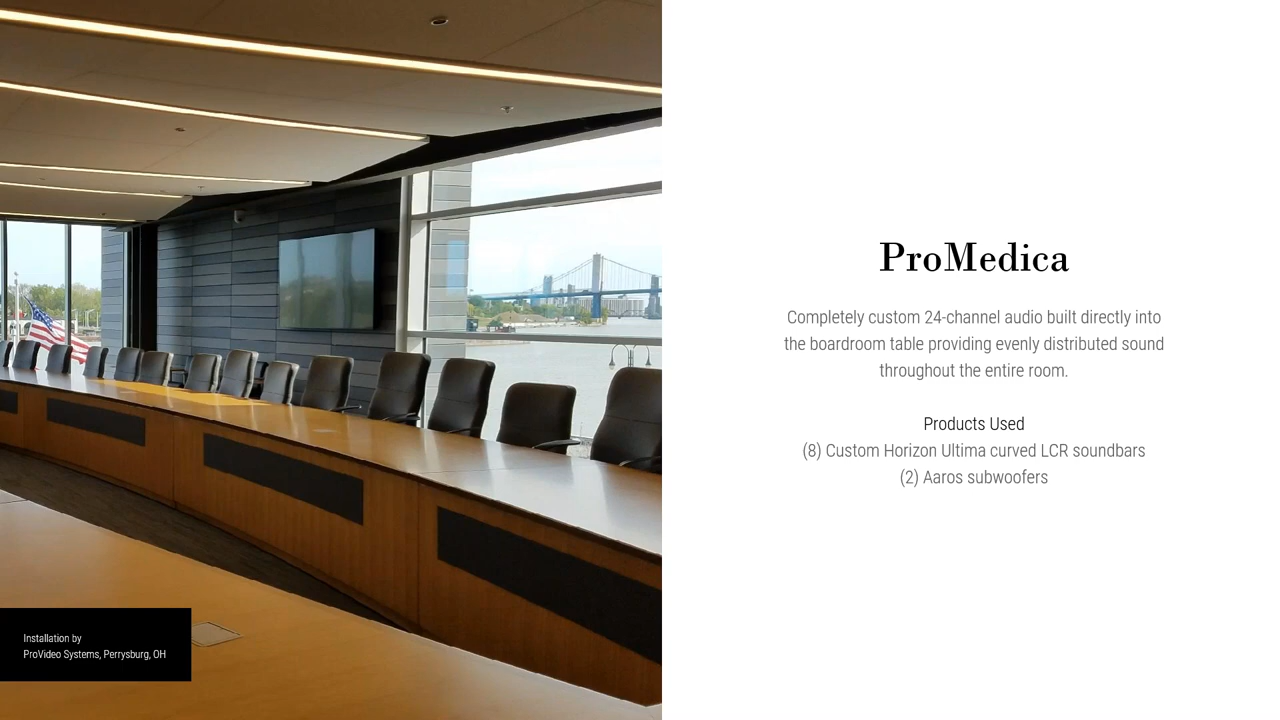 ProMedica
Completely custom 24-channel audio built directly into
the boardroom table providing evenly distributed sound
throughout the entire room.
Products Used
(8) Custom Horizon Ultima curved LCR soundbars
(2) Aaros subwoofers
Installation by
ProVideo Systems, Perrysburg, OH